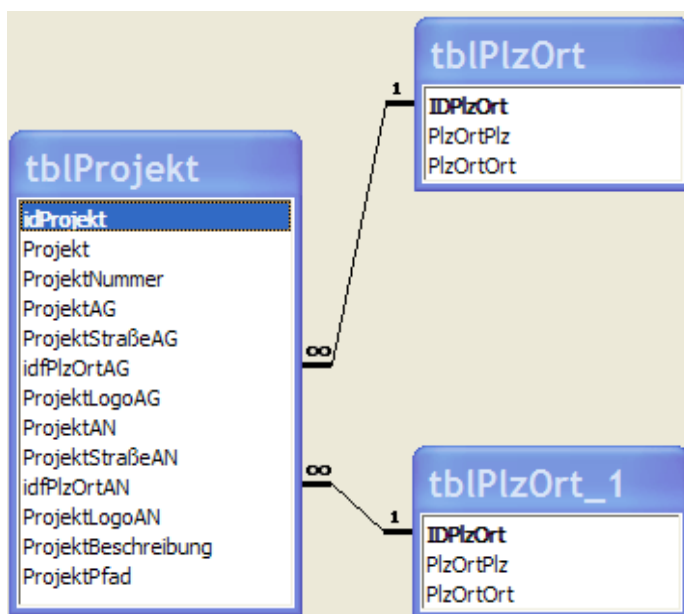 tblPlzOrt
1
IDPlzOrt
PlzOrtPlz
PlzOrtOrt
tblProjekt
idProjekt
Projekt
ProjektNummer
ProjektAG
ProjektStraßeAG
∞
idfPlzOrtAG
ProjektLogoAG
ProjektAN
ProjektStraßeAN
∞
idfPlzOrtAN
ProjektLogoAN
ProjektBeschreibung
ProjektPfad
tblPlzOrt_1
1
IDPlzOrt
PlzOrtPlz
PlzOrtOrt